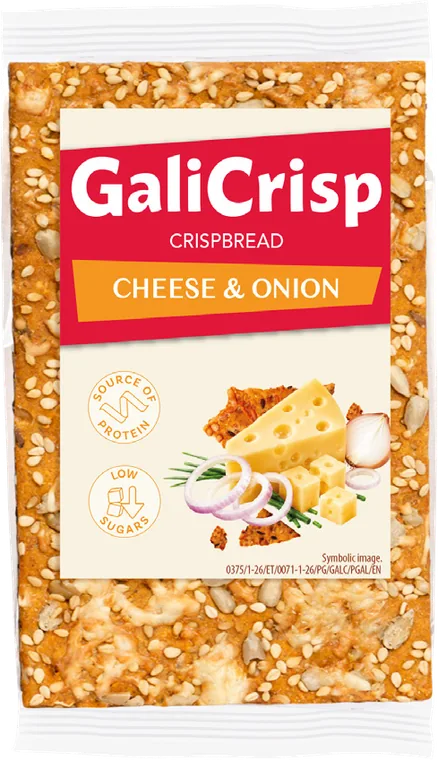 GaliCrisp
CRISPBREAD
CHEESE & ONION
SOURCE OF
PROTEIN
LOW
SUGARS
Symbolic image.
0375/1-26/ET/0071-1-26/PG/GALC/PGAL/EN